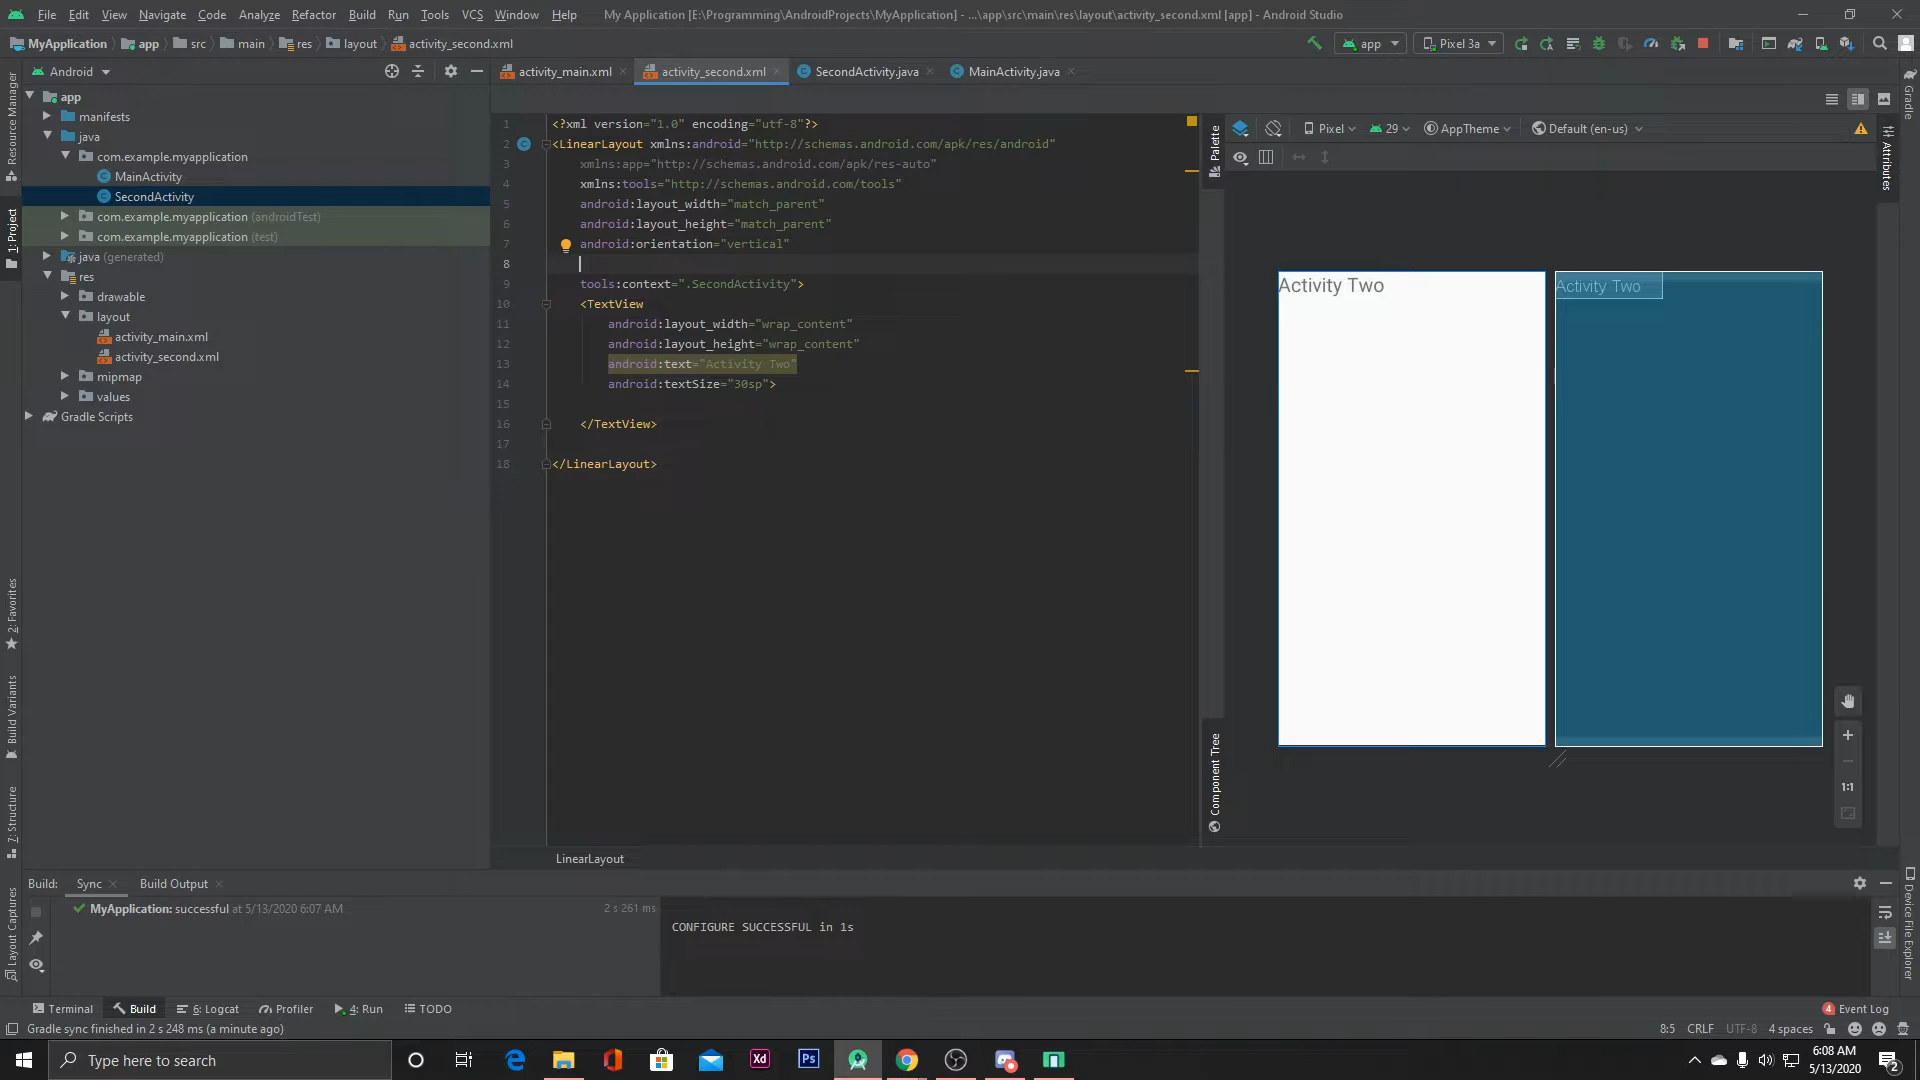 File Edit View Navigate Code Analyze Refactor Build Run Tools VCS Window Help My Application [E:\Programming\AndroidProjects\MyApplication] - ...\app\src\main\res\layout\activity_second.xml [app] - Android Studio
MyApplication app src main res layout activity_second.xml app Pixel 3a
Android activity_main.xml activity_second.xml SecondActivity.java MainActivity.java
app
manifests
java
com.example.myapplication
MainActivity
SecondActivity
com.example.myapplication (androidTest)
com.example.myapplication (test)
java (generated)
res
drawable
layout
activity_main.xml
activity_second.xml
mipmap
values
Gradle Scripts
Resource Manager
1: Project
2: Favorites
Build Variants
7: Structure
Layout Captures
1 <?xml version="1.0" encoding="utf-8"?>
2 <LinearLayout xmlns:android="http://schemas.android.com/apk/res/android"
3 xmlns:app="http://schemas.android.com/apk/res-auto"
4 xmlns:tools="http://schemas.android.com/tools"
5 android:layout_width="match_parent"
6 android:layout_height="match_parent"
7 android:orientation="vertical"
8
9 tools:context=".SecondActivity">
10 <TextView
11 android:layout_width="wrap_content"
12 android:layout_height="wrap_content"
13 android:text="Activity Two"
14 android:textSize="30sp">
15
16 </TextView>
17
18 </LinearLayout>
LinearLayout
Palette
Component Tree
Pixel 29 AppTheme Default (en-us)
Activity Two Activity Two
1:1
Gradle
Attributes
Device File Explorer
Build: Sync Build Output
MyApplication: successful at 5/13/2020 6:07 AM 2 s 261 ms
CONFIGURE SUCCESSFUL in 1s
Terminal Build 6: Logcat Profiler 4: Run TODO 4 Event Log
Gradle sync finished in 2 s 248 ms (a minute ago) 8:5 CRLF UTF-8 4 spaces
Type here to search Xd Ps 6:08 AM
5/13/2020 2